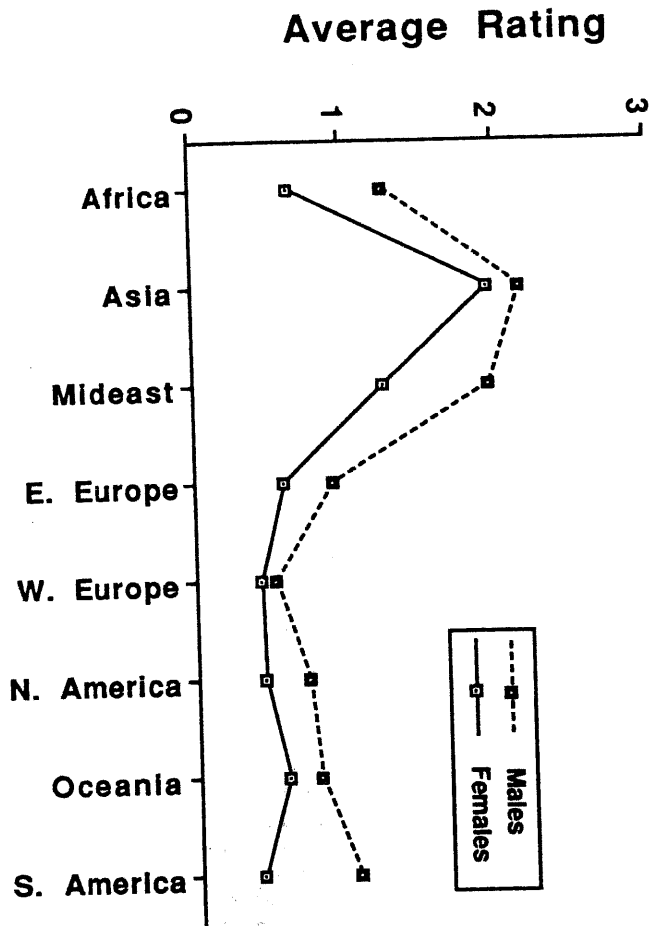 Average Rating
0 1 2 3
Africa
Asia
Mideast
E. Europe
W. Europe
N. America
Oceania
S. America
Males
Females